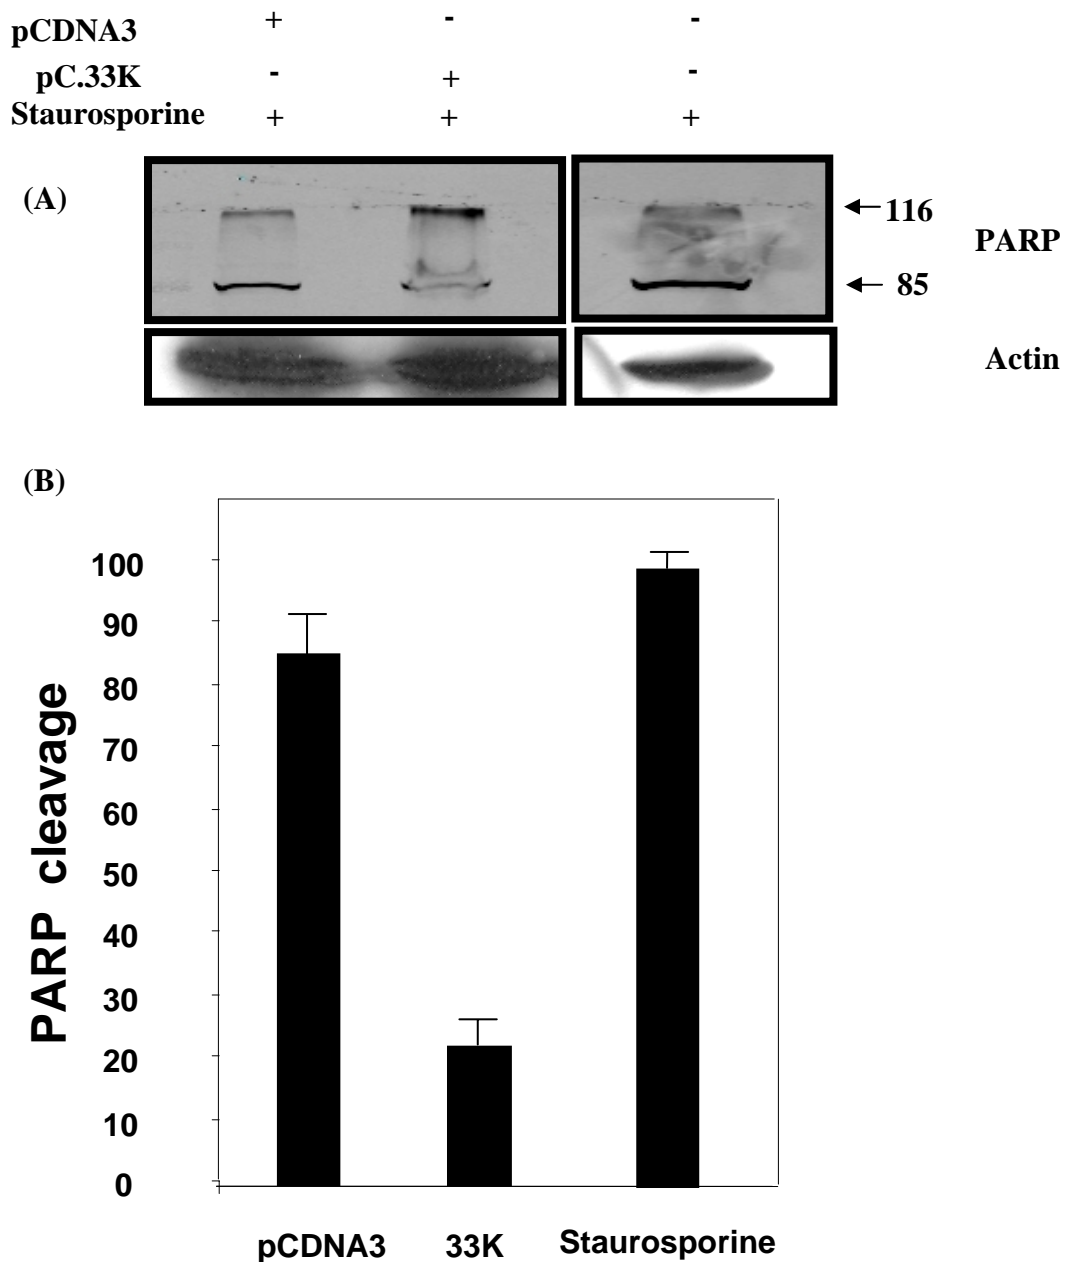 pCDNA3 + - -
pC.33K - + -
Staurosporine + + +
(A)
116
PARP
85
Actin
(B)
PARP cleavage
100
90
80
70
60
50
40
30
20
10
0
pCDNA3 33K Staurosporine